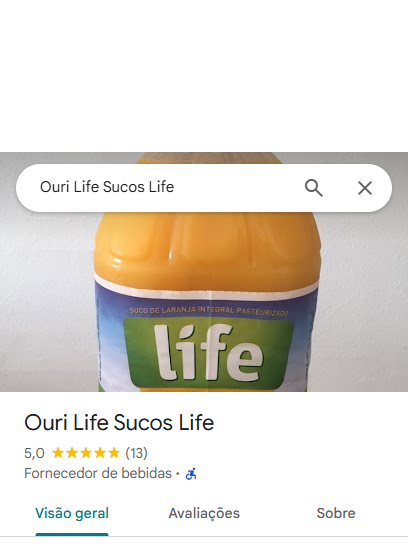 Ouri Life Sucos Life
SUCO DE LARANJA INTEGRAL PASTEURIZADO
life
Ouri Life Sucos Life
5,0 (13)
Fornecedor de bebidas ·
Visão geral Avaliações Sobre